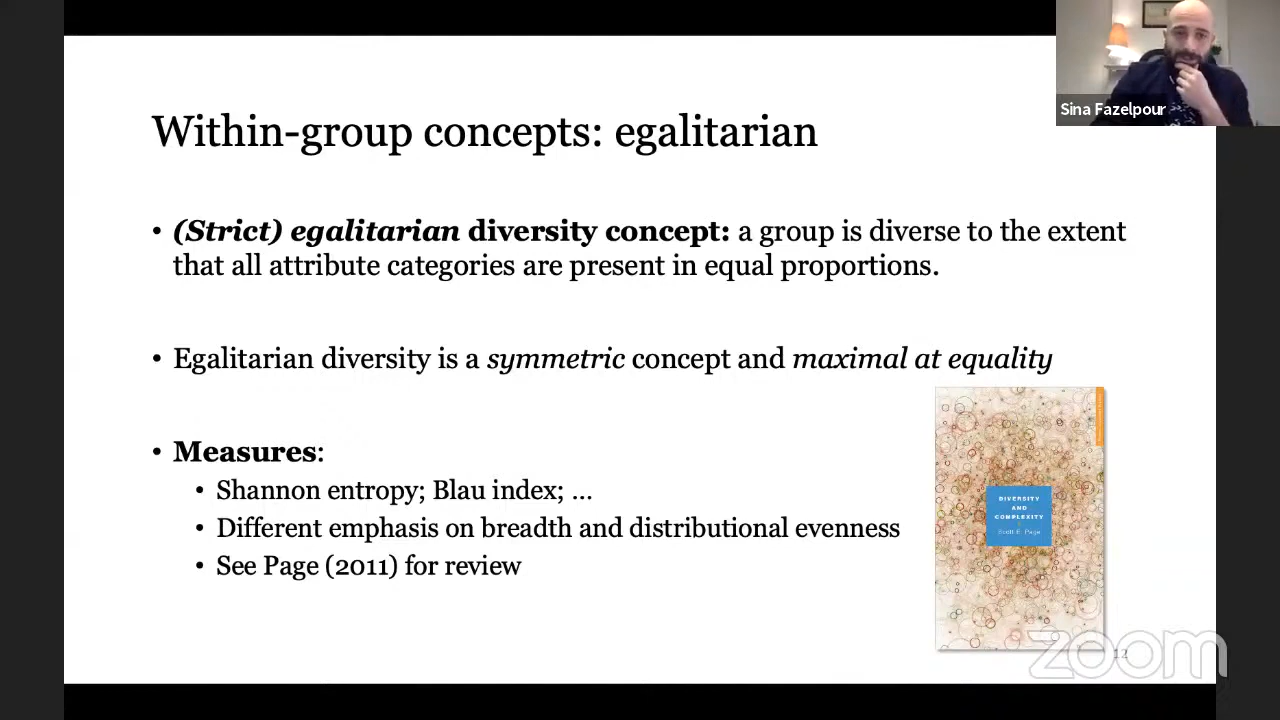 Sina Fazelpour
Within-group concepts: egalitarian
• (Strict) egalitarian diversity concept: a group is diverse to the extent
that all attribute categories are present in equal proportions.
• Egalitarian diversity is a symmetric concept and maximal at equality
• Measures:
• Shannon entropy; Blau index; ...
• Different emphasis on breadth and distributional evenness
• See Page (2011) for review
DIVERSITY
AND
COMPLEXITY
Scott E. Page
12
zoom